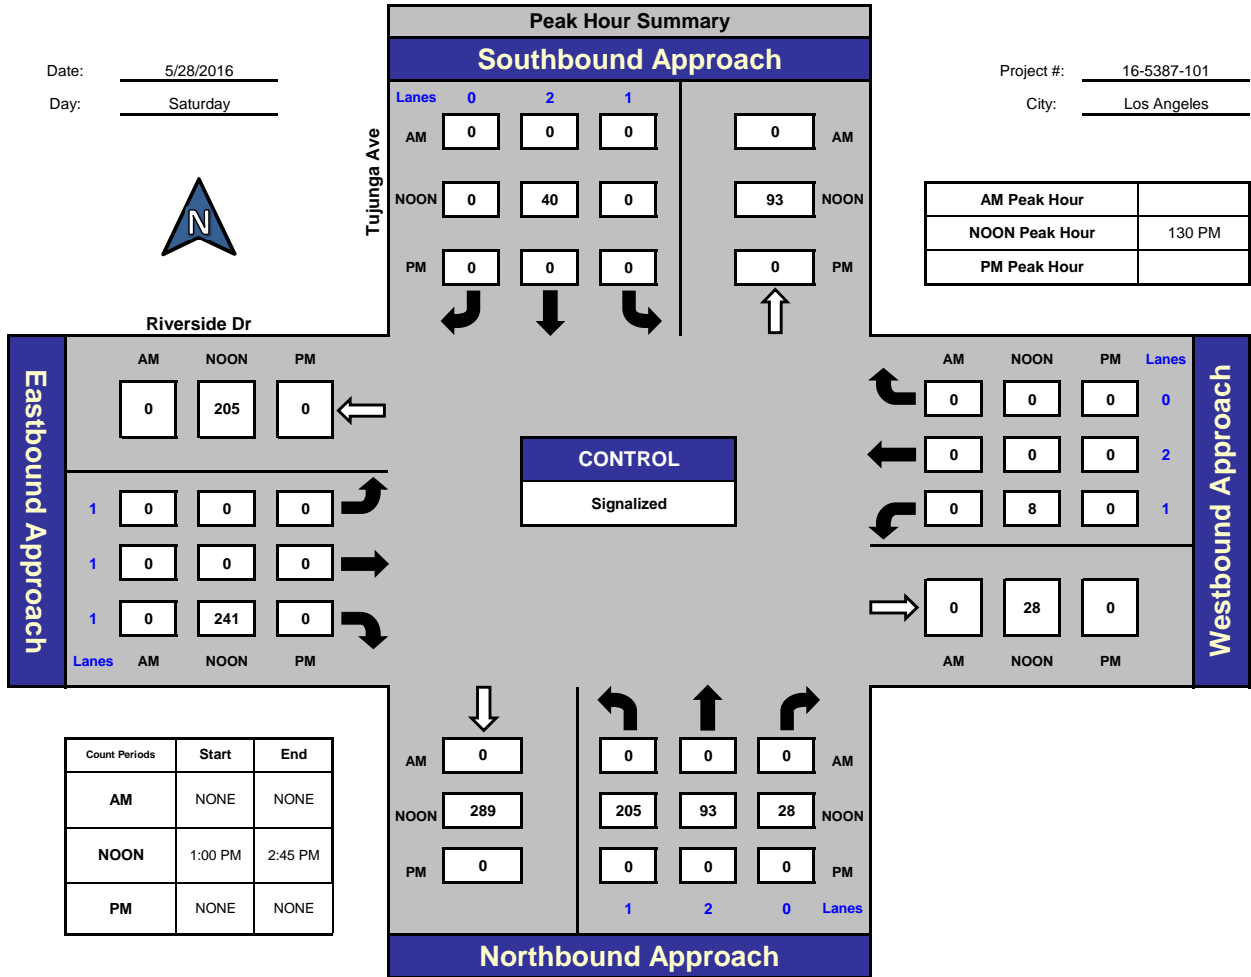 Peak Hour Summary
Southbound Approach
Date: 5/28/2016
Day: Saturday
Project #: 16-5387-101
City: Los Angeles
N
Tujunga Ave
Lanes 0 2 1
AM 0 0 0 0 AM
NOON 0 40 0 93 NOON
PM 0 0 0 0 PM
AM Peak Hour
NOON Peak Hour 130 PM
PM Peak Hour
Riverside Dr
Eastbound Approach
AM NOON PM
0 205 0
1 0 0 0
1 0 0 0
1 0 241 0
Lanes AM NOON PM
CONTROL
Signalized
AM NOON PM Lanes
0 0 0 0
0 0 0 2
0 8 0 1
0 28 0
AM NOON PM
Westbound Approach
Count Periods Start End
AM NONE NONE
NOON 1:00 PM 2:45 PM
PM NONE NONE
AM 0 0 0 0 AM
NOON 289 205 93 28 NOON
PM 0 0 0 0 PM
1 2 0 Lanes
Northbound Approach